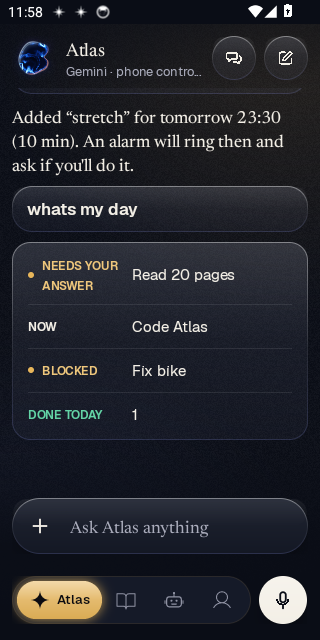 11:58
Atlas
Gemini · phone contro...
Added “stretch” for tomorrow 23:30
(10 min). An alarm will ring then and
ask if you'll do it.
whats my day
NEEDS YOUR
ANSWER
Read 20 pages
NOW
Code Atlas
BLOCKED
Fix bike
DONE TODAY
1
Ask Atlas anything
Atlas